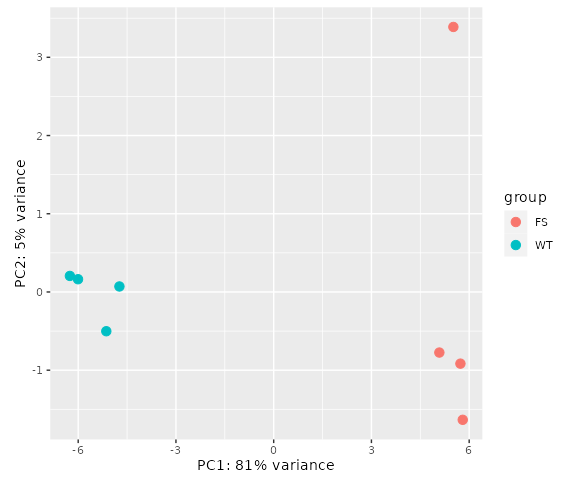 3
2
1
0
-1
PC2: 5% variance
-6
-3
0
3
6
PC1: 81% variance
group
FS
WT